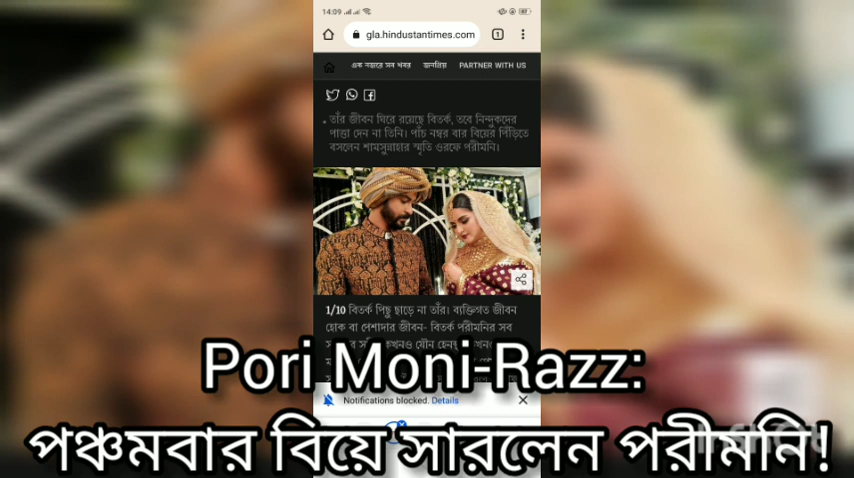 14:09
67
gla.hindustantimes.com
1
এক নজরে সব খবর জনপ্রিয় PARTNER WITH US
তাঁর জীবন ঘিরে রয়েছে বিতর্ক, তবে নিন্দুকদের
পাত্তা দেন না তিনি। পাঁচ নম্বর বার বিয়ের পিঁড়িতে
বসলেন শামসুন্নাহার স্মৃতি ওরফে পরীমনি।
1/10 বিতর্ক পিছু ছাড়ে না তাঁর। ব্যক্তিগত জীবন
হোক বা পেশাদার জীবন- বিতর্ক পরীমনির সব
Pori Moni-Razz:
Notifications blocked. Details
পঞ্চমবার বিয়ে সারলেন পরীমনি!